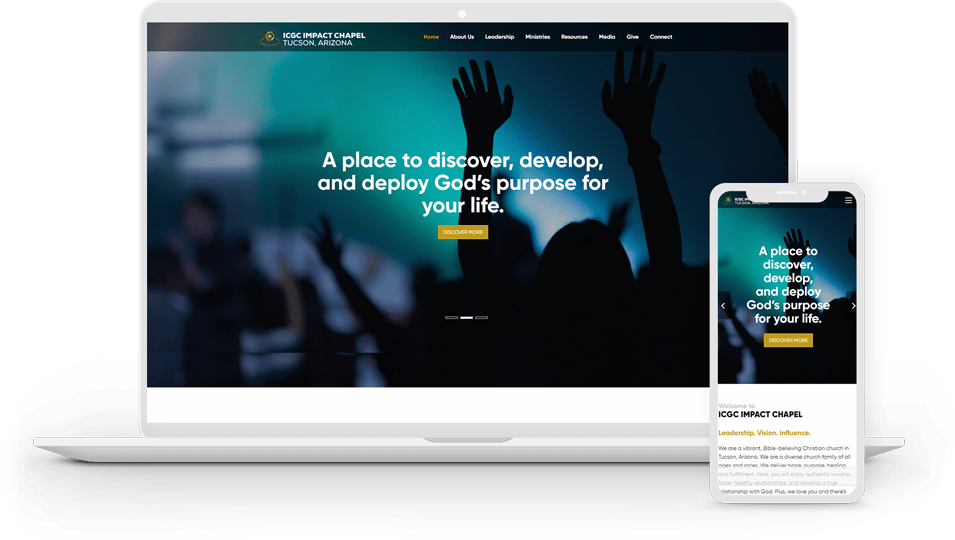 ICGC IMPACT CHAPEL
TUCSON, ARIZONA
Home About Us Leadership Ministries Resources Media Give Connect
A place to discover, develop,
and deploy God's purpose for
your life.
DISCOVER MORE
TUCSON, ARIZONA
A place to
discover,
develop,
and deploy
God's purpose
for your life.
DISCOVER MORE
Welcome to
ICGC IMPACT CHAPEL
Leadership. Vision. Influence.
We are a vibrant, Bible-believing Christian church in
Tucson, Arizona. We are a diverse church family of all
ages and races. We deliver hope, purpose, healing
and fulfilment. Here, you will enjoy authentic worship,
foster healthy relationships, and develop a true
relationship with God. Plus, we love you and there's